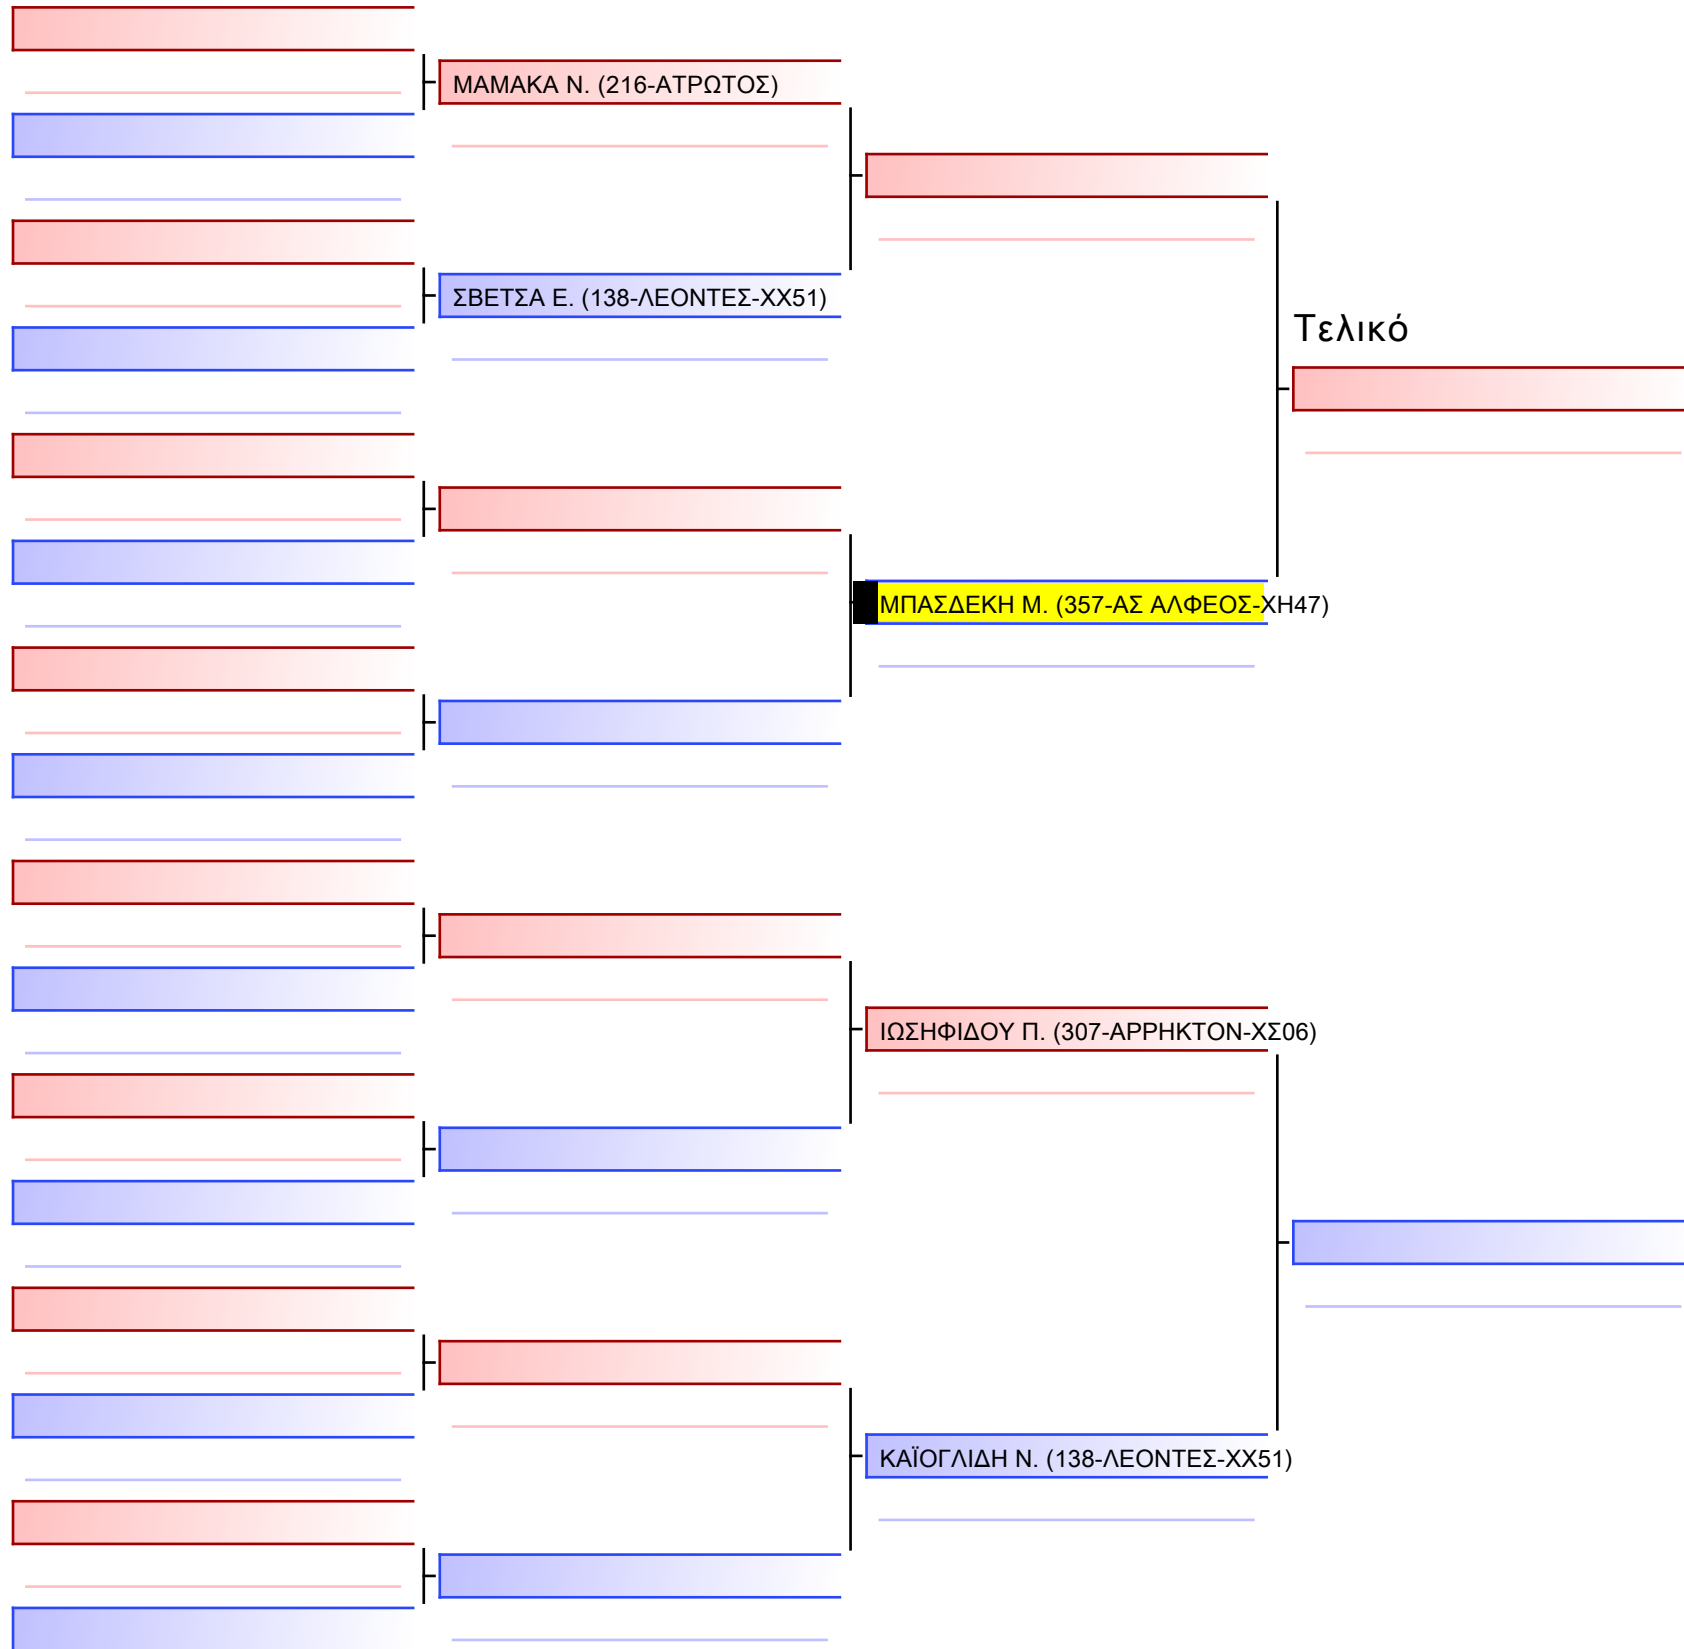 ΜΑΜΑΚΑ Ν. (216-ΑΤΡΩΤΟΣ)
ΣΒΕΤΣΑ Ε. (138-ΛΕΟΝΤΕΣ-ΧΧ51)
Τελικό
ΜΠΑΣΔΕΚΗ Μ. (357-ΑΣ ΑΛΦΕΟΣ-ΧΗ47)
ΙΩΣΗΦΙΔΟΥ Π. (307-ΑΡΡΗΚΤΟΝ-ΧΣ06)
ΚΑΪΟΓΛΙΔΗ Ν. (138-ΛΕΟΝΤΕΣ-ΧΧ51)